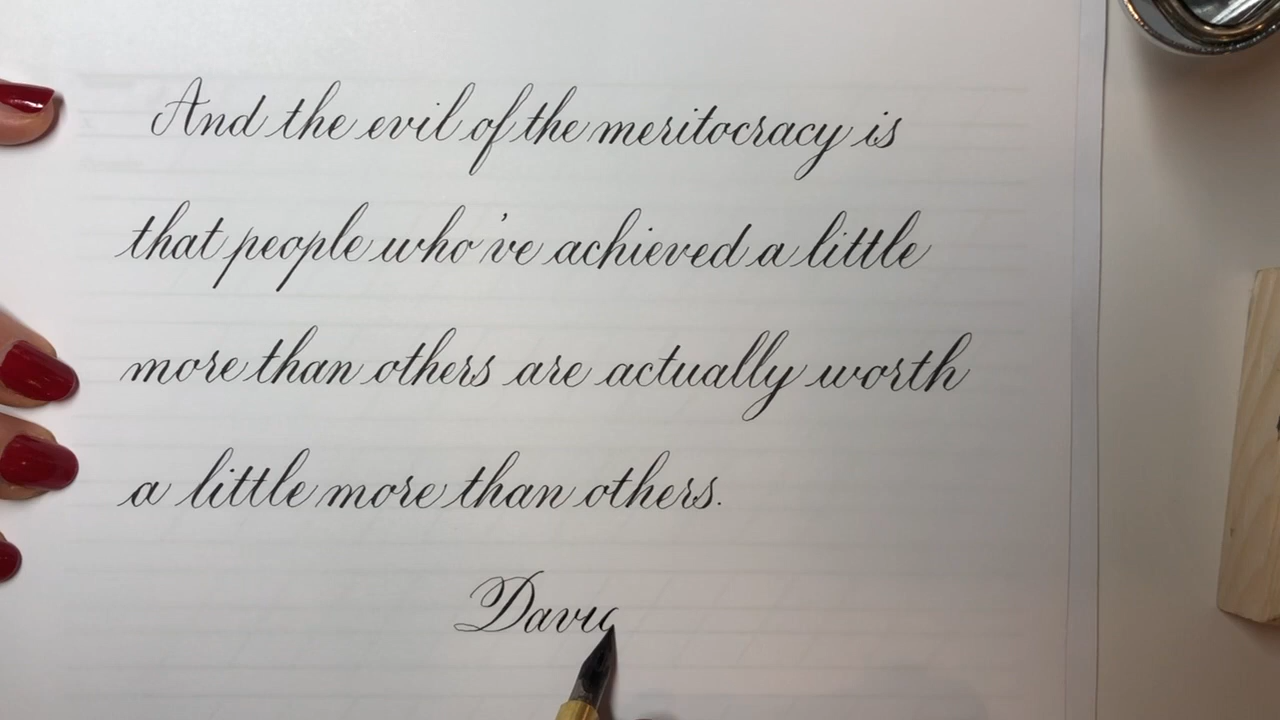 And the evil of the meritocracy is
that people who've achieved a little
more than others are actually worth
a little more than others.